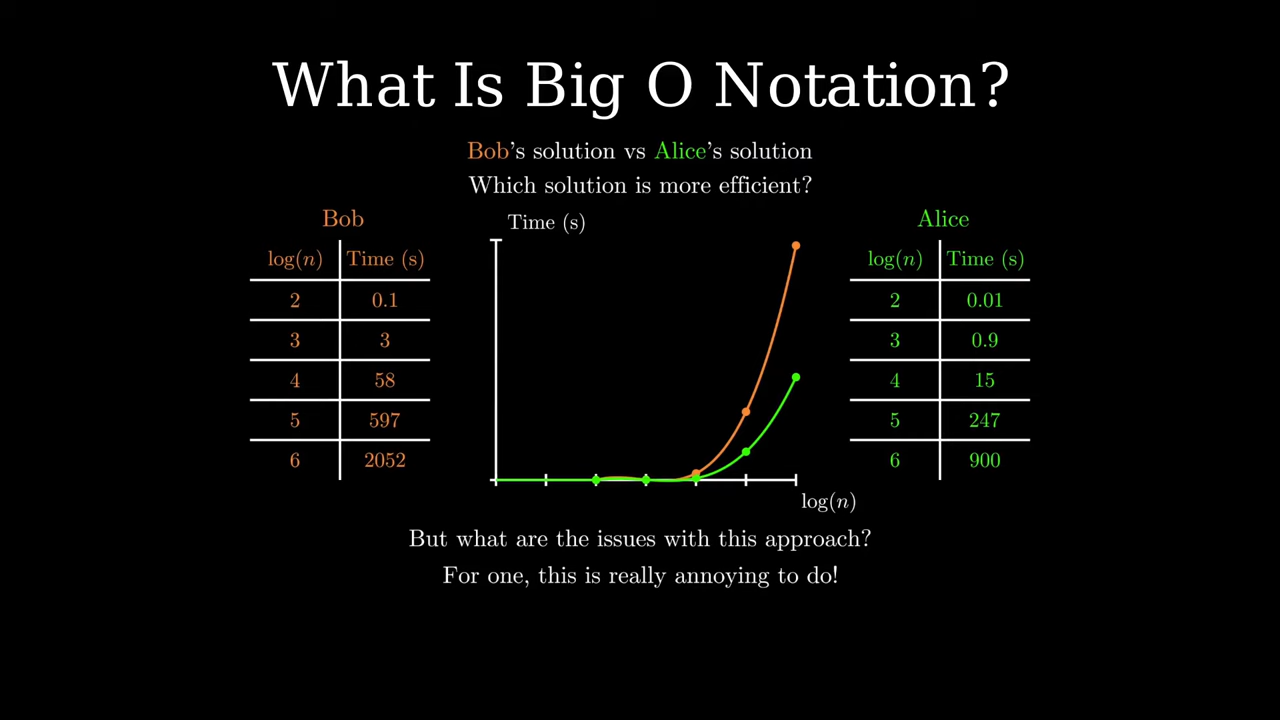 What Is Big O Notation?
Bob's solution vs Alice's solution
Which solution is more efficient?
Bob
log(n) Time (s)
2 0.1
3 3
4 58
5 597
6 2052
Time (s)
log(n)
Alice
log(n) Time (s)
2 0.01
3 0.9
4 15
5 247
6 900
But what are the issues with this approach?
For one, this is really annoying to do!